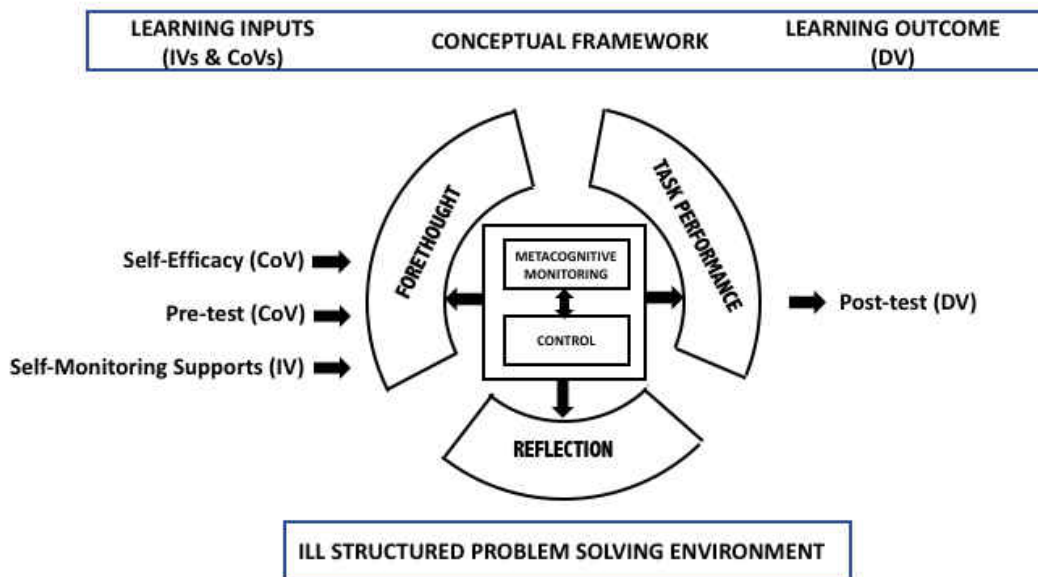 LEARNING INPUTS
(IVs & CoVs)
CONCEPTUAL FRAMEWORK
LEARNING OUTCOME
(DV)
FORETHOUGHT
TASK PERFORMANCE
METACOGNITIVE
MONITORING
CONTROL
Self-Efficacy (CoV)
Pre-test (CoV)
Self-Monitoring Supports (IV)
Post-test (DV)
REFLECTION
ILL STRUCTURED PROBLEM SOLVING ENVIRONMENT